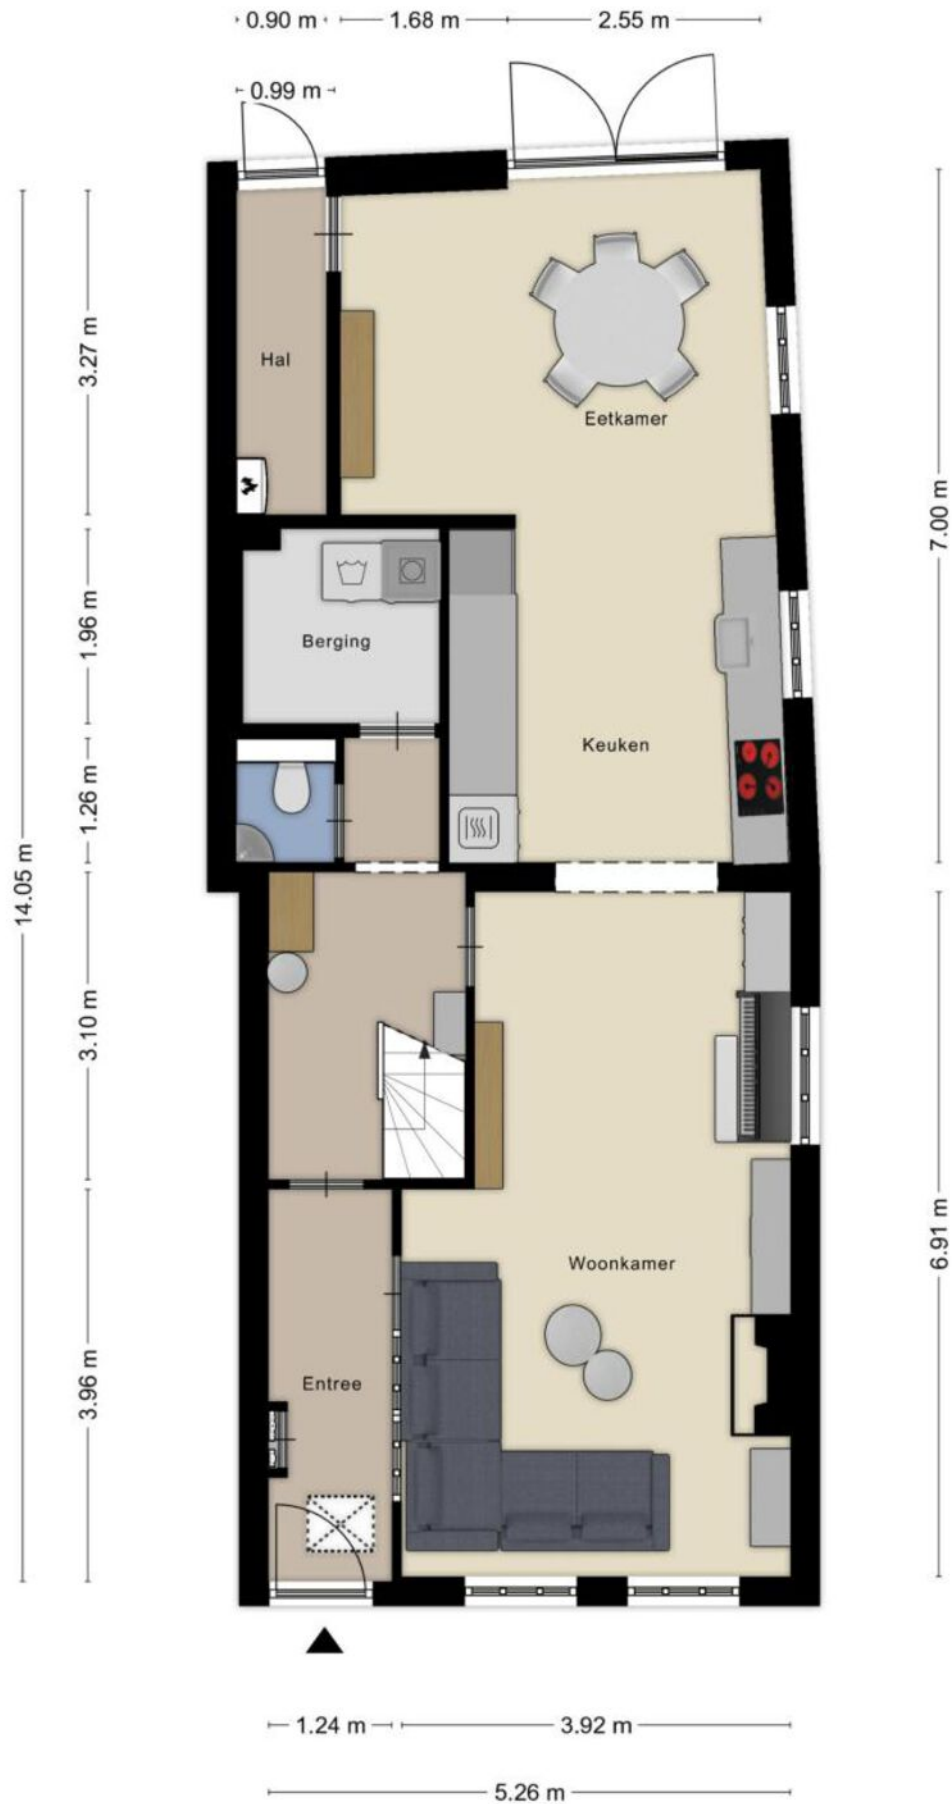 0.90 m 1.68 m 2.55 m
0.99 m
3.27 m
Hal
Eetkamer
7.00 m
1.96 m
Berging
Keuken
1.26 m
14.05 m
3.10 m
6.91 m
Woonkamer
3.96 m
Entree
1.24 m 3.92 m
5.26 m